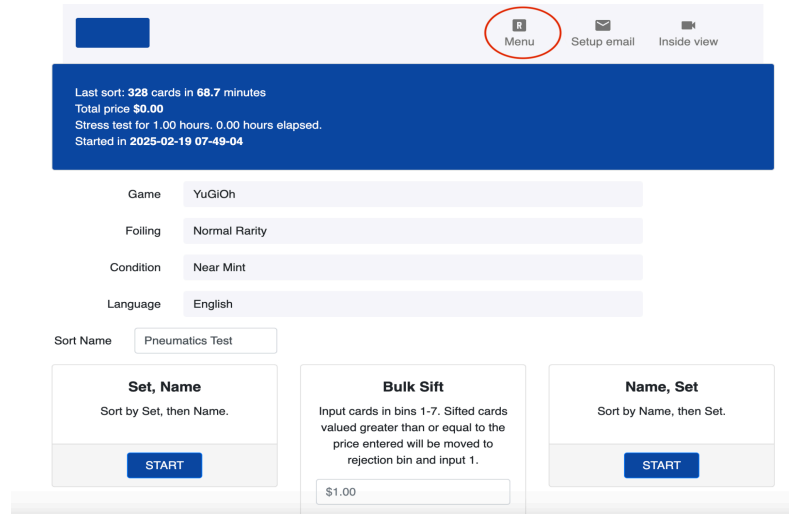 R
Menu
Setup email
Inside view
Last sort: 328 cards in 68.7 minutes
Total price $0.00
Stress test for 1.00 hours. 0.00 hours elapsed.
Started in 2025-02-19 07-49-04
Game YuGiOh
Foiling Normal Rarity
Condition Near Mint
Language English
Sort Name Pneumatics Test
Set, Name
Sort by Set, then Name.
START
Bulk Sift
Input cards in bins 1-7. Sifted cards
valued greater than or equal to the
price entered will be moved to
rejection bin and input 1.
$1.00
Name, Set
Sort by Name, then Set.
START